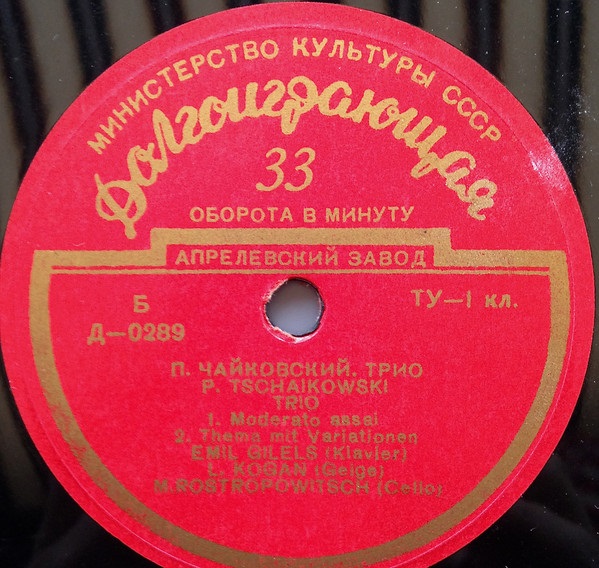 МИНИСТЕРСТВО КУЛЬТУРЫ СССР
Долгоиграющая
33
ОБОРОТА В МИНУТУ
АПРЕЛЕВСКИЙ ЗАВОД
Б
Д—0289
ТУ—1 кл.
П. ЧАЙКОВСКИЙ. ТРИО
P. TSCHAIKOWSKI
TRIO
1. Moderato assai
2. Thema mit Variationen
EMIL GILELS (Klavier)
L. KOGAN (Geige)
M. ROSTROPOWITSCH (Cello)